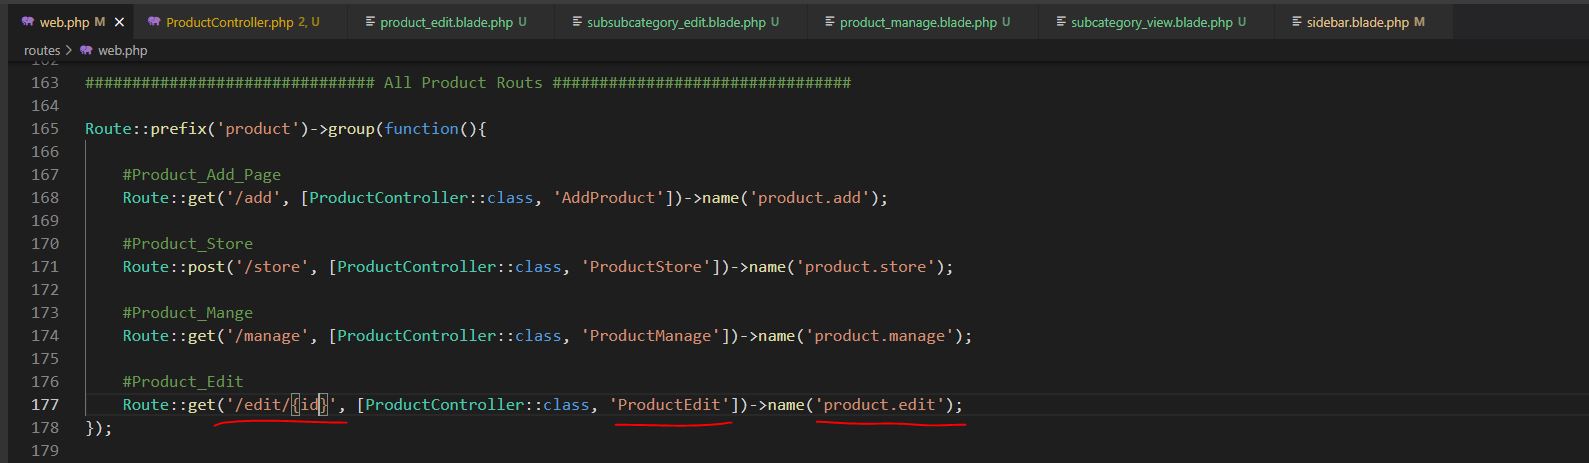 web.php M ProductController.php 2, U product_edit.blade.php U subsubcategory_edit.blade.php U product_manage.blade.php U subcategory_view.blade.php U sidebar.blade.php M
routes > web.php
162
163 ############################### All Product Routs ################################
164
165 Route::prefix('product')->group(function(){
166
167 #Product_Add_Page
168 Route::get('/add', [ProductController::class, 'AddProduct'])->name('product.add');
169
170 #Product_Store
171 Route::post('/store', [ProductController::class, 'ProductStore'])->name('product.store');
172
173 #Product_Mange
174 Route::get('/manage', [ProductController::class, 'ProductManage'])->name('product.manage');
175
176 #Product_Edit
177 Route::get('/edit/{id}', [ProductController::class, 'ProductEdit'])->name('product.edit');
178 });
179